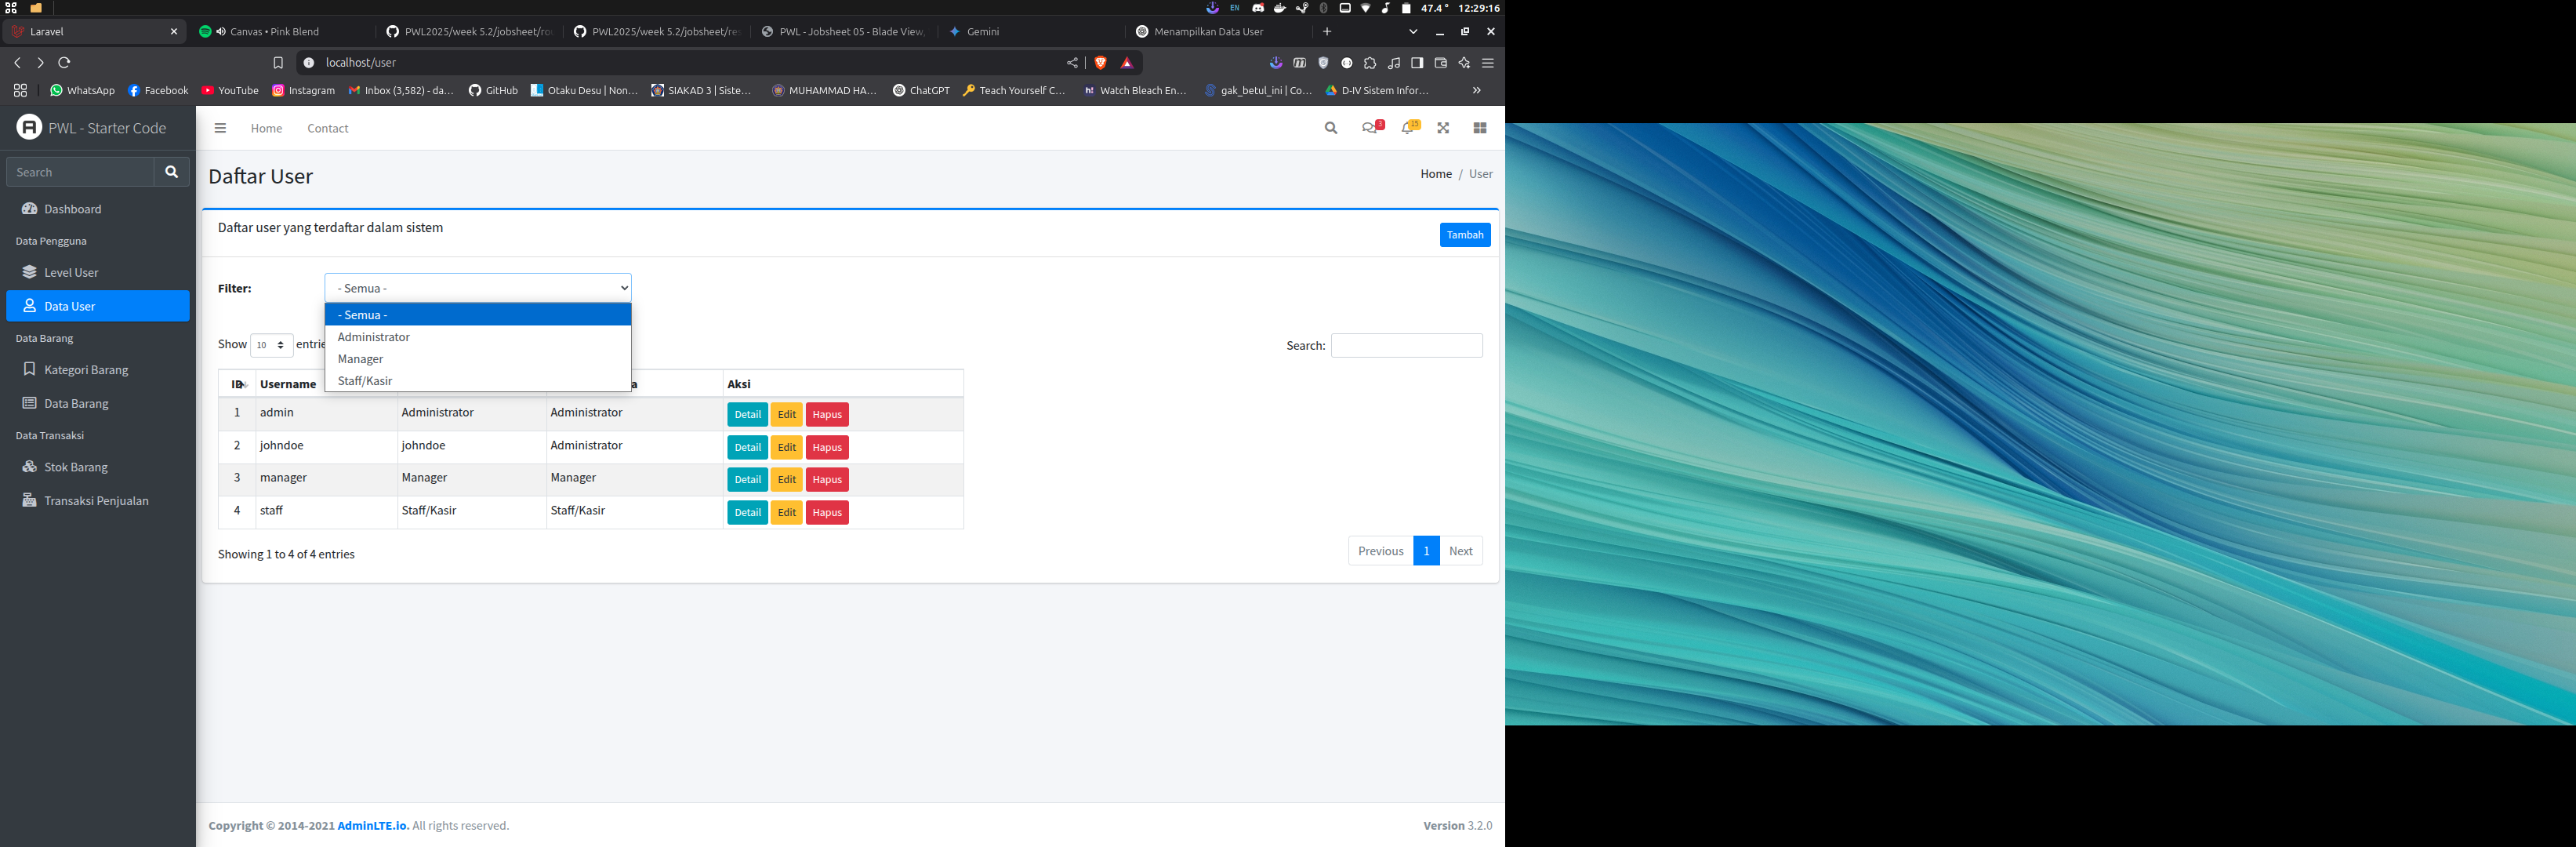 EN 47.4° 12:29:16
Laravel
Canvas • Pink Blend
PWL2025/week 5.2/jobsheet/rou
PWL2025/week 5.2/jobsheet/res
PWL - Jobsheet 05 - Blade View,
Gemini
Menampilkan Data User
localhost/user
WhatsApp
Facebook
YouTube
Instagram
Inbox (3,582) - da...
GitHub
Otaku Desu | Non...
SIAKAD 3 | Siste...
MUHAMMAD HA...
ChatGPT
Teach Yourself C...
Watch Bleach En...
gak_betul_ini | Co...
D-IV Sistem Infor...
PWL - Starter Code
Home
Contact
3
15
Search
Dashboard
Data Pengguna
Level User
Data User
Data Barang
Kategori Barang
Data Barang
Data Transaksi
Stok Barang
Transaksi Penjualan
Daftar User
Home / User
Daftar user yang terdaftar dalam sistem
Tambah
Filter:
- Semua -
- Semua -
Administrator
Manager
Staff/Kasir
Show 10 entrie
Search:
ID Username a Aksi
1 admin Administrator Administrator Detail Edit Hapus
2 johndoe johndoe Administrator Detail Edit Hapus
3 manager Manager Manager Detail Edit Hapus
4 staff Staff/Kasir Staff/Kasir Detail Edit Hapus
Showing 1 to 4 of 4 entries
Previous 1 Next
Copyright © 2014-2021 AdminLTE.io. All rights reserved.
Version 3.2.0